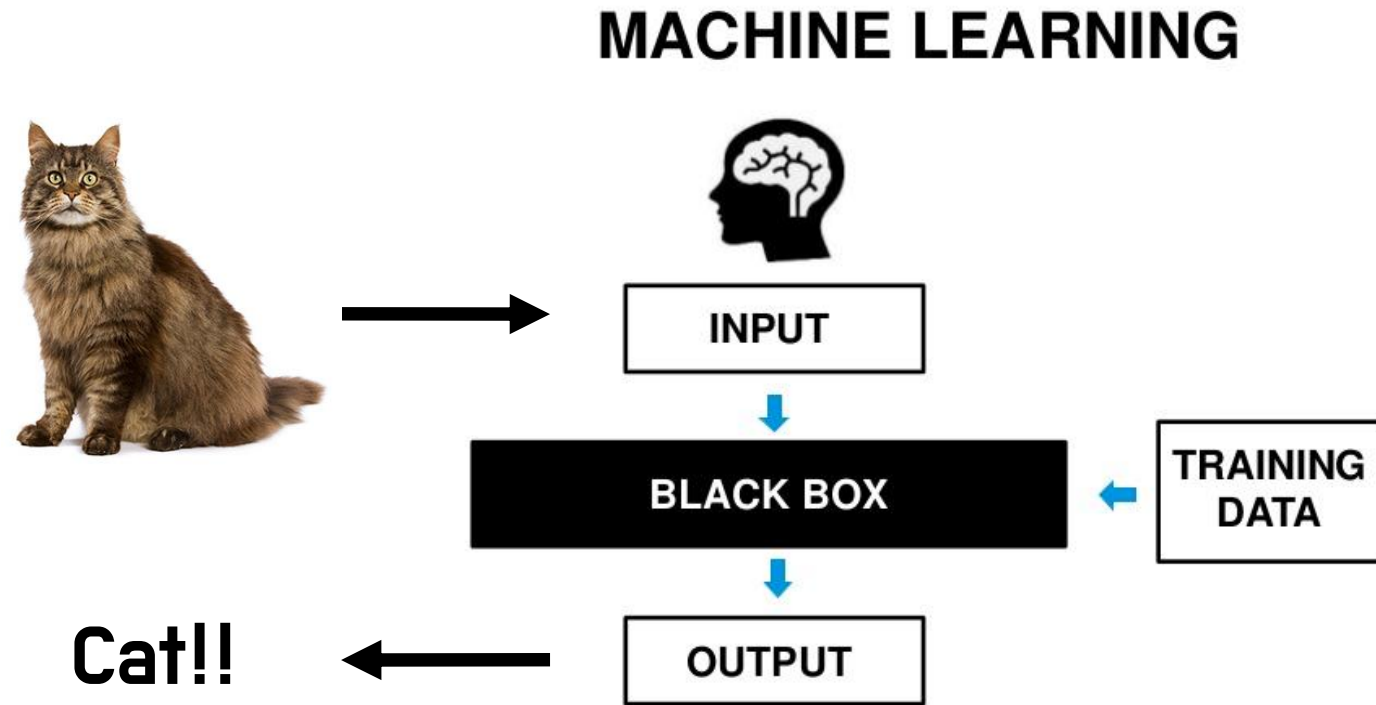 MACHINE LEARNING
INPUT
BLACK BOX
TRAINING
DATA
OUTPUT
Cat!!